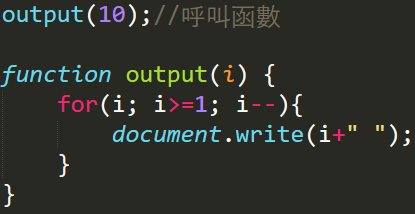 output(10);//呼叫函數
function output(i) {
    for(i; i>=1; i--){
        document.write(i+" ");
    }
}